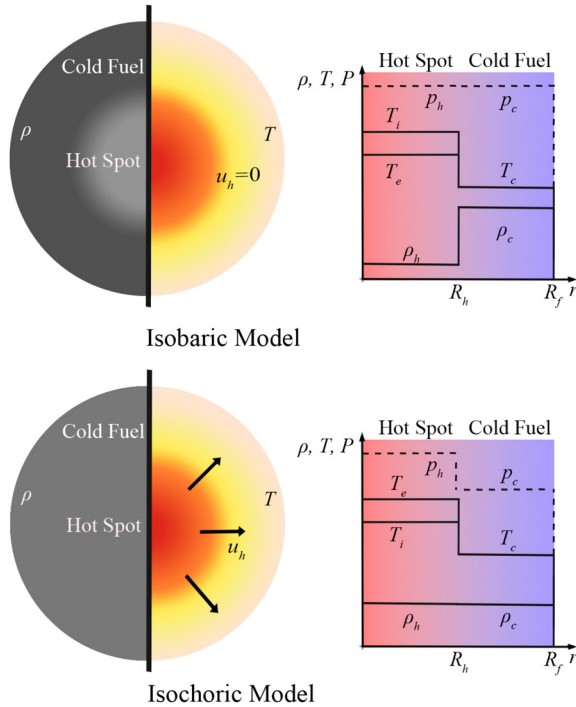 Cold Fuel
ρ
Hot Spot
T
u_h=0
Hot Spot Cold Fuel
ρ, T, P
p_h p_c
T_i
T_e T_c
ρ_h ρ_c
R_h R_f r
Isobaric Model
Cold Fuel
ρ
Hot Spot
T
u_h
Hot Spot Cold Fuel
ρ, T, P
p_h p_c
T_e
T_i T_c
ρ_h ρ_c
R_h R_f r
Isochoric Model